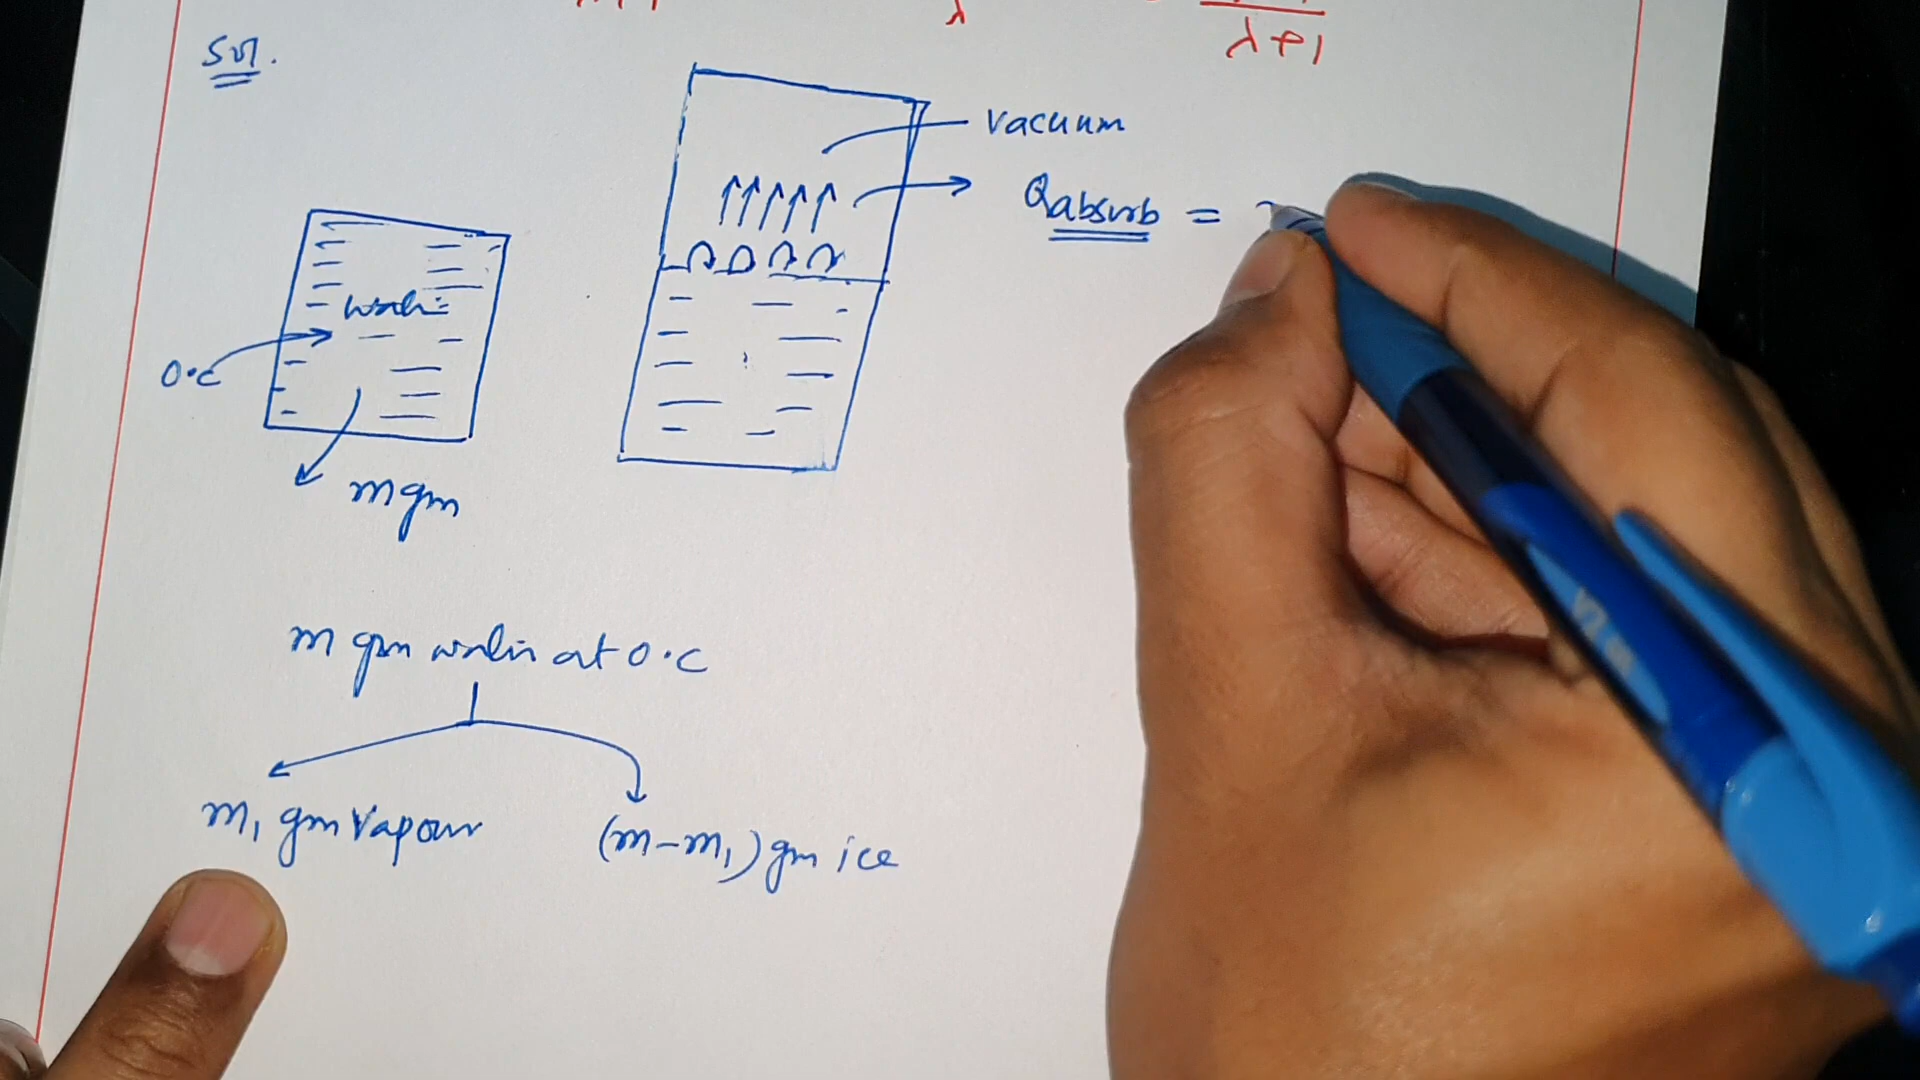 λ
λ+1
Sol.
vacuum
Qabsorb =
water
0°C
m gm
m gm water at 0°C
m₁ gm vapour
(m-m₁) gm ice